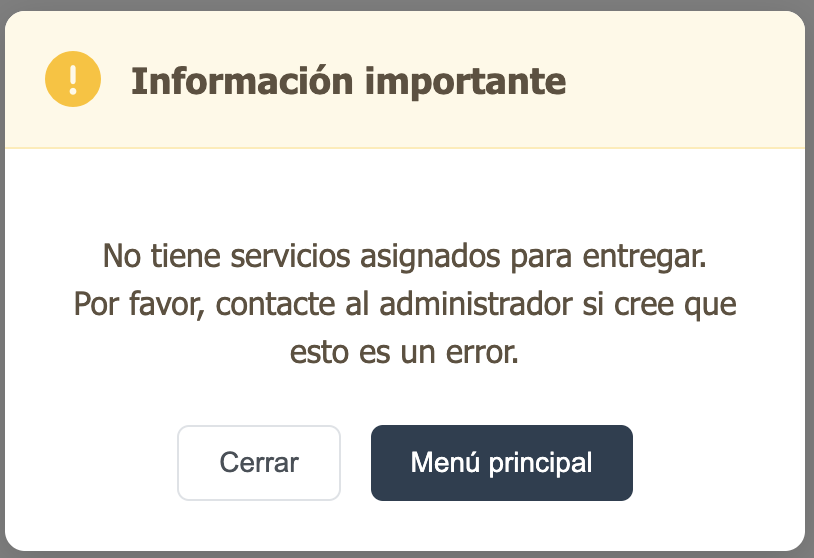 Información importante
No tiene servicios asignados para entregar.
Por favor, contacte al administrador si cree que
esto es un error.
Cerrar
Menú principal